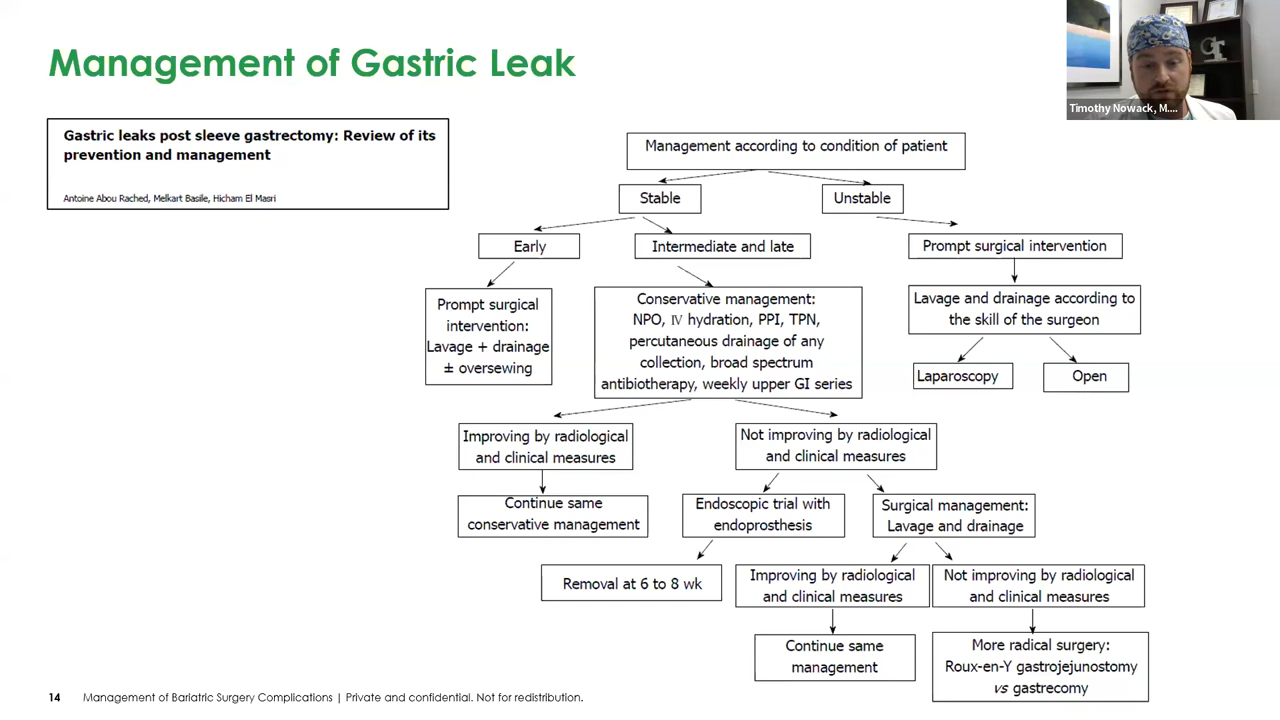 Management of Gastric Leak
Timothy Nowack, M....
Gastric leaks post sleeve gastrectomy: Review of its
prevention and management
Antoine Abou Rached, Melkart Basile, Hicham El Masri
Management according to condition of patient
Stable
Unstable
Early
Intermediate and late
Prompt surgical intervention
Prompt surgical
intervention:
Lavage + drainage
± oversewing
Conservative management:
NPO, IV hydration, PPI, TPN,
percutaneous drainage of any
collection, broad spectrum
antibiotherapy, weekly upper GI series
Lavage and drainage according to
the skill of the surgeon
Laparoscopy
Open
Improving by radiological
and clinical measures
Not improving by radiological
and clinical measures
Continue same
conservative management
Endoscopic trial with
endoprosthesis
Surgical management:
Lavage and drainage
Removal at 6 to 8 wk
Improving by radiological
and clinical measures
Not improving by radiological
and clinical measures
Continue same
management
More radical surgery:
Roux-en-Y gastrojejunostomy
vs gastrecomy
14 Management of Bariatric Surgery Complications | Private and confidential. Not for redistribution.